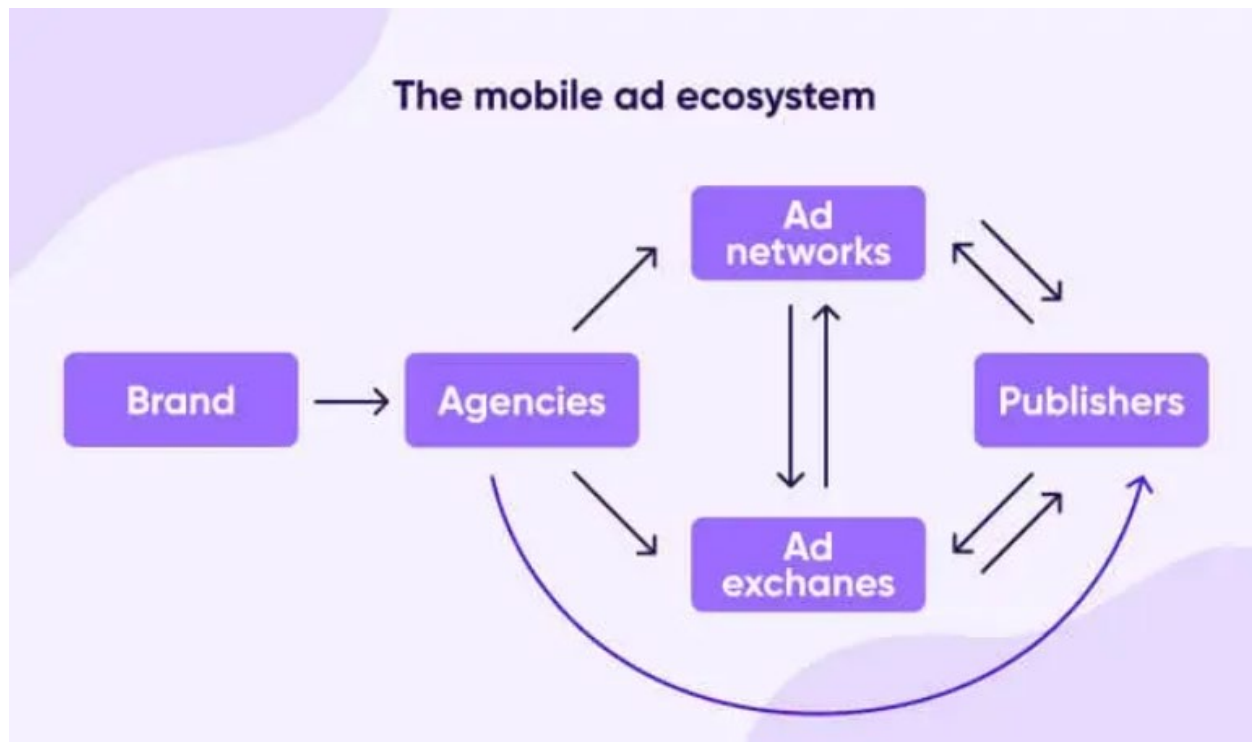 The mobile ad ecosystem
Ad
networks
Brand
Agencies
Publishers
Ad
exchanes